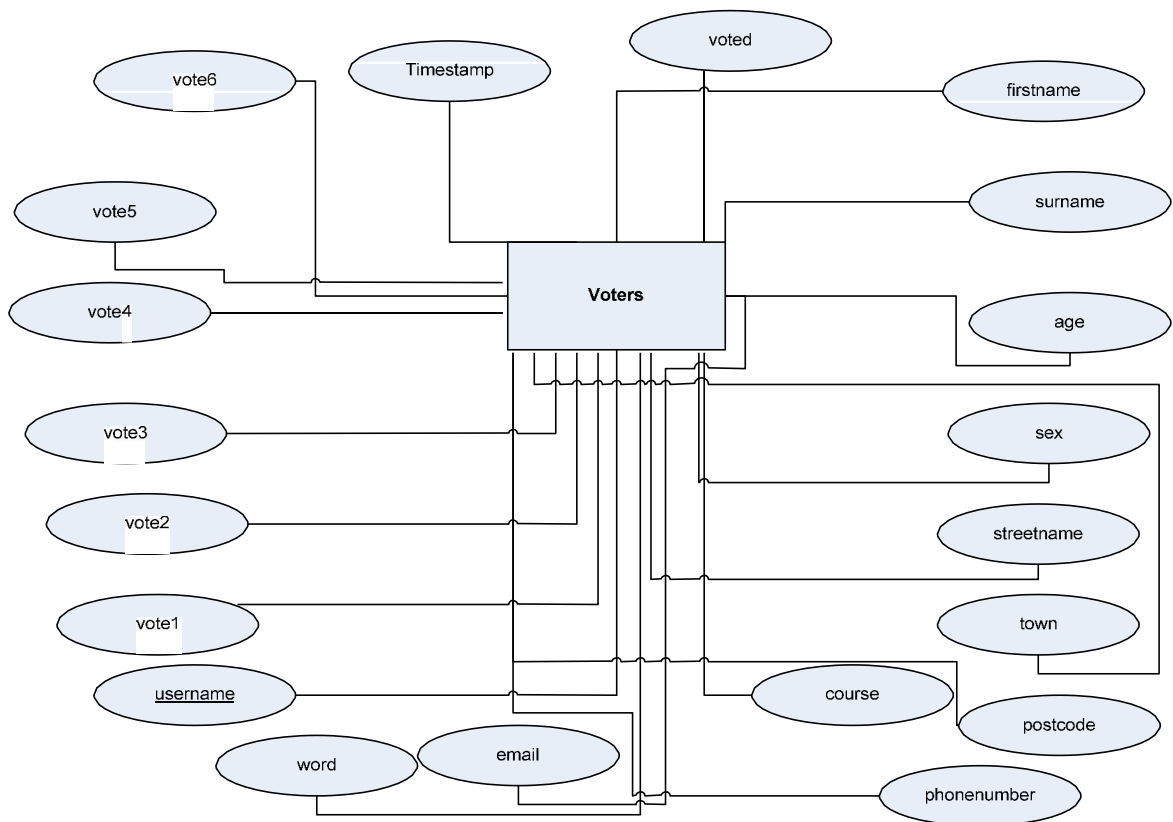 voted
Timestamp
vote6
firstname
vote5
surname
Voters
vote4
age
vote3
sex
vote2
streetname
vote1
town
username
course
postcode
word
email
phonenumber